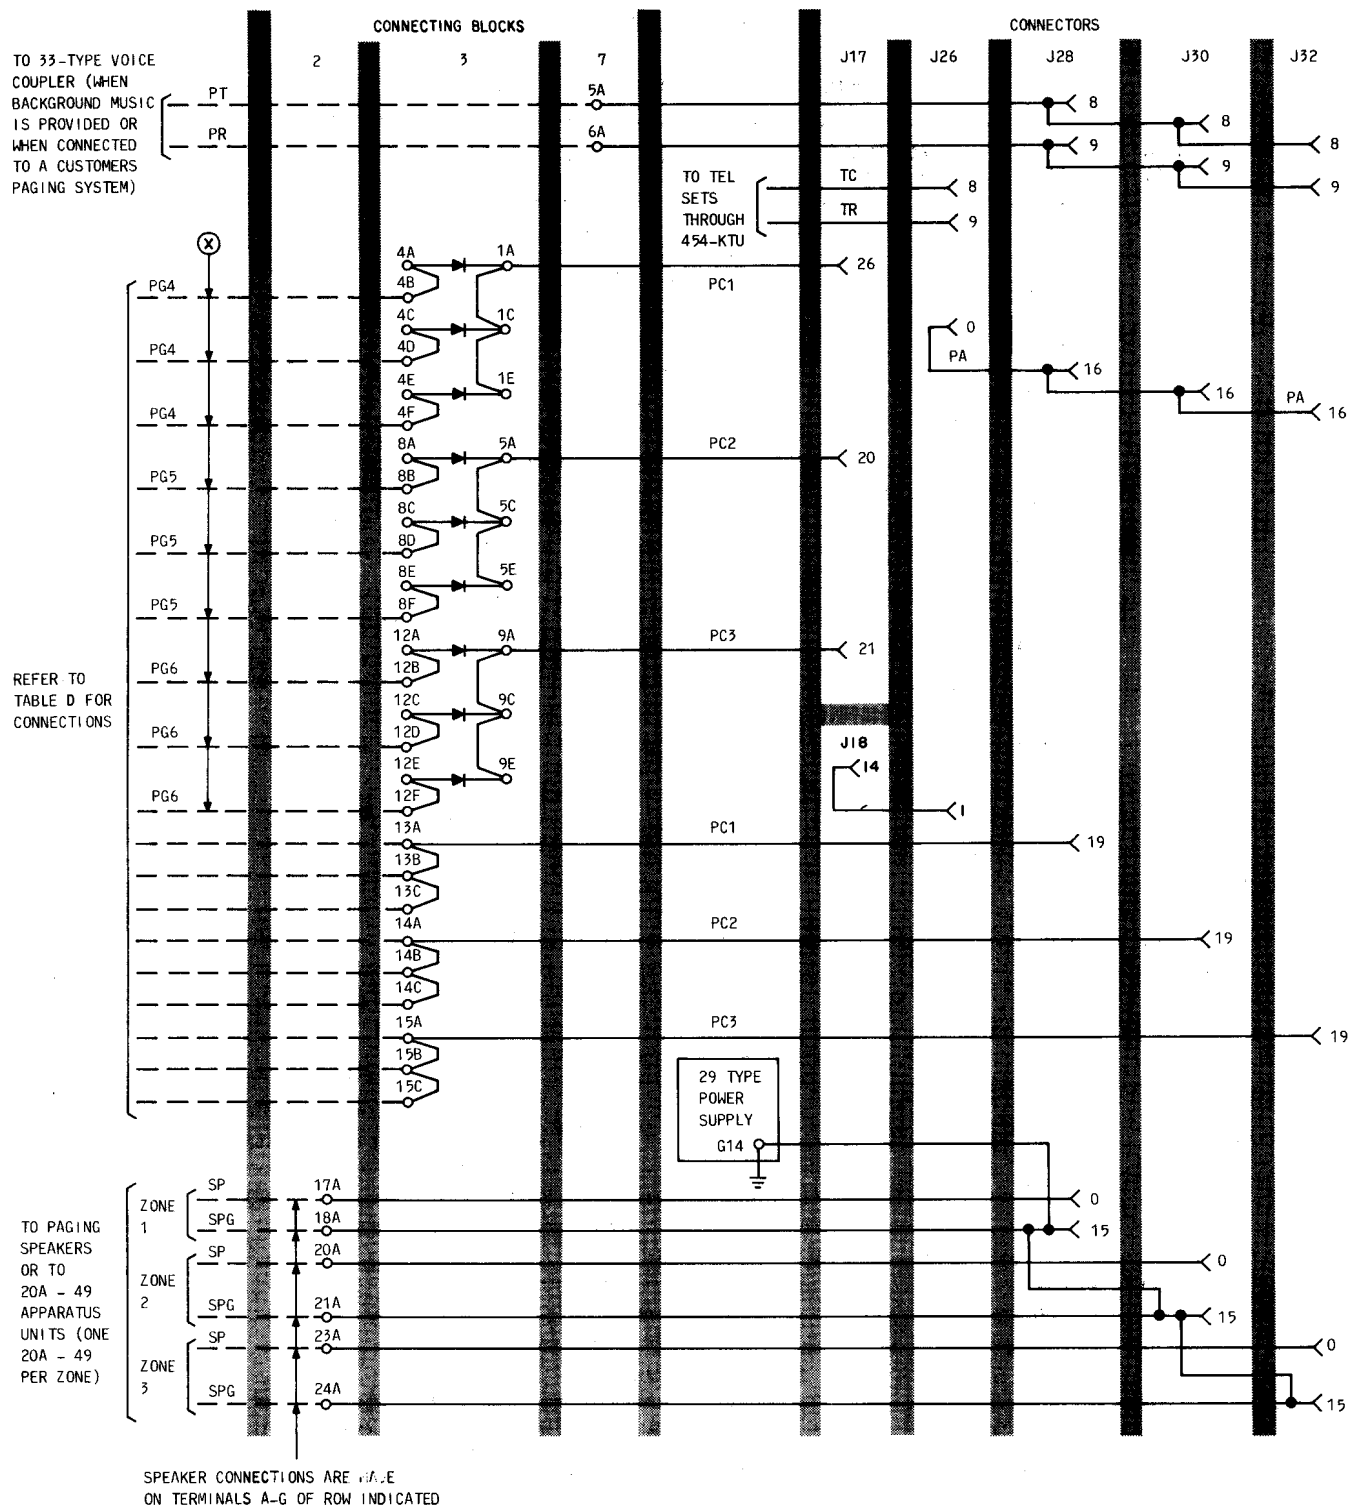 CONNECTING BLOCKS
CONNECTORS
TO 33-TYPE VOICE
COUPLER (WHEN
BACKGROUND MUSIC
IS PROVIDED OR
WHEN CONNECTED
TO A CUSTOMERS
PAGING SYSTEM)
2
3
7
J17
J26
J28
J30
J32
PT
5A
8
8
8
PR
6A
9
9
9
TO TEL
SETS
THROUGH
454-KTU
TC
8
TR
9
X
4A
1A
26
PG4
4B
PC1
4C
1C
0
PG4
4D
PA
16
4E
1E
16
PA
16
PG4
4F
8A
5A
PC2
20
PG5
8B
8C
5C
PG5
8D
8E
5E
PG5
8F
12A
9A
PC3
21
REFER TO
TABLE D FOR
CONNECTIONS
PG6
12B
12C
9C
PG6
12D
J18
14
12E
9E
PG6
12F
1
13A
PC1
19
13B
13C
14A
PC2
19
14B
14C
15A
PC3
19
15B
15C
29 TYPE
POWER
SUPPLY
G14
TO PAGING
SPEAKERS
OR TO
20A - 49
APPARATUS
UNITS (ONE
20A - 49
PER ZONE)
ZONE
1
SP
17A
0
SPG
18A
15
ZONE
2
SP
20A
0
SPG
21A
15
ZONE
3
SP
23A
0
SPG
24A
15
SPEAKER CONNECTIONS ARE
ON TERMINALS A-G OF ROW INDICATED